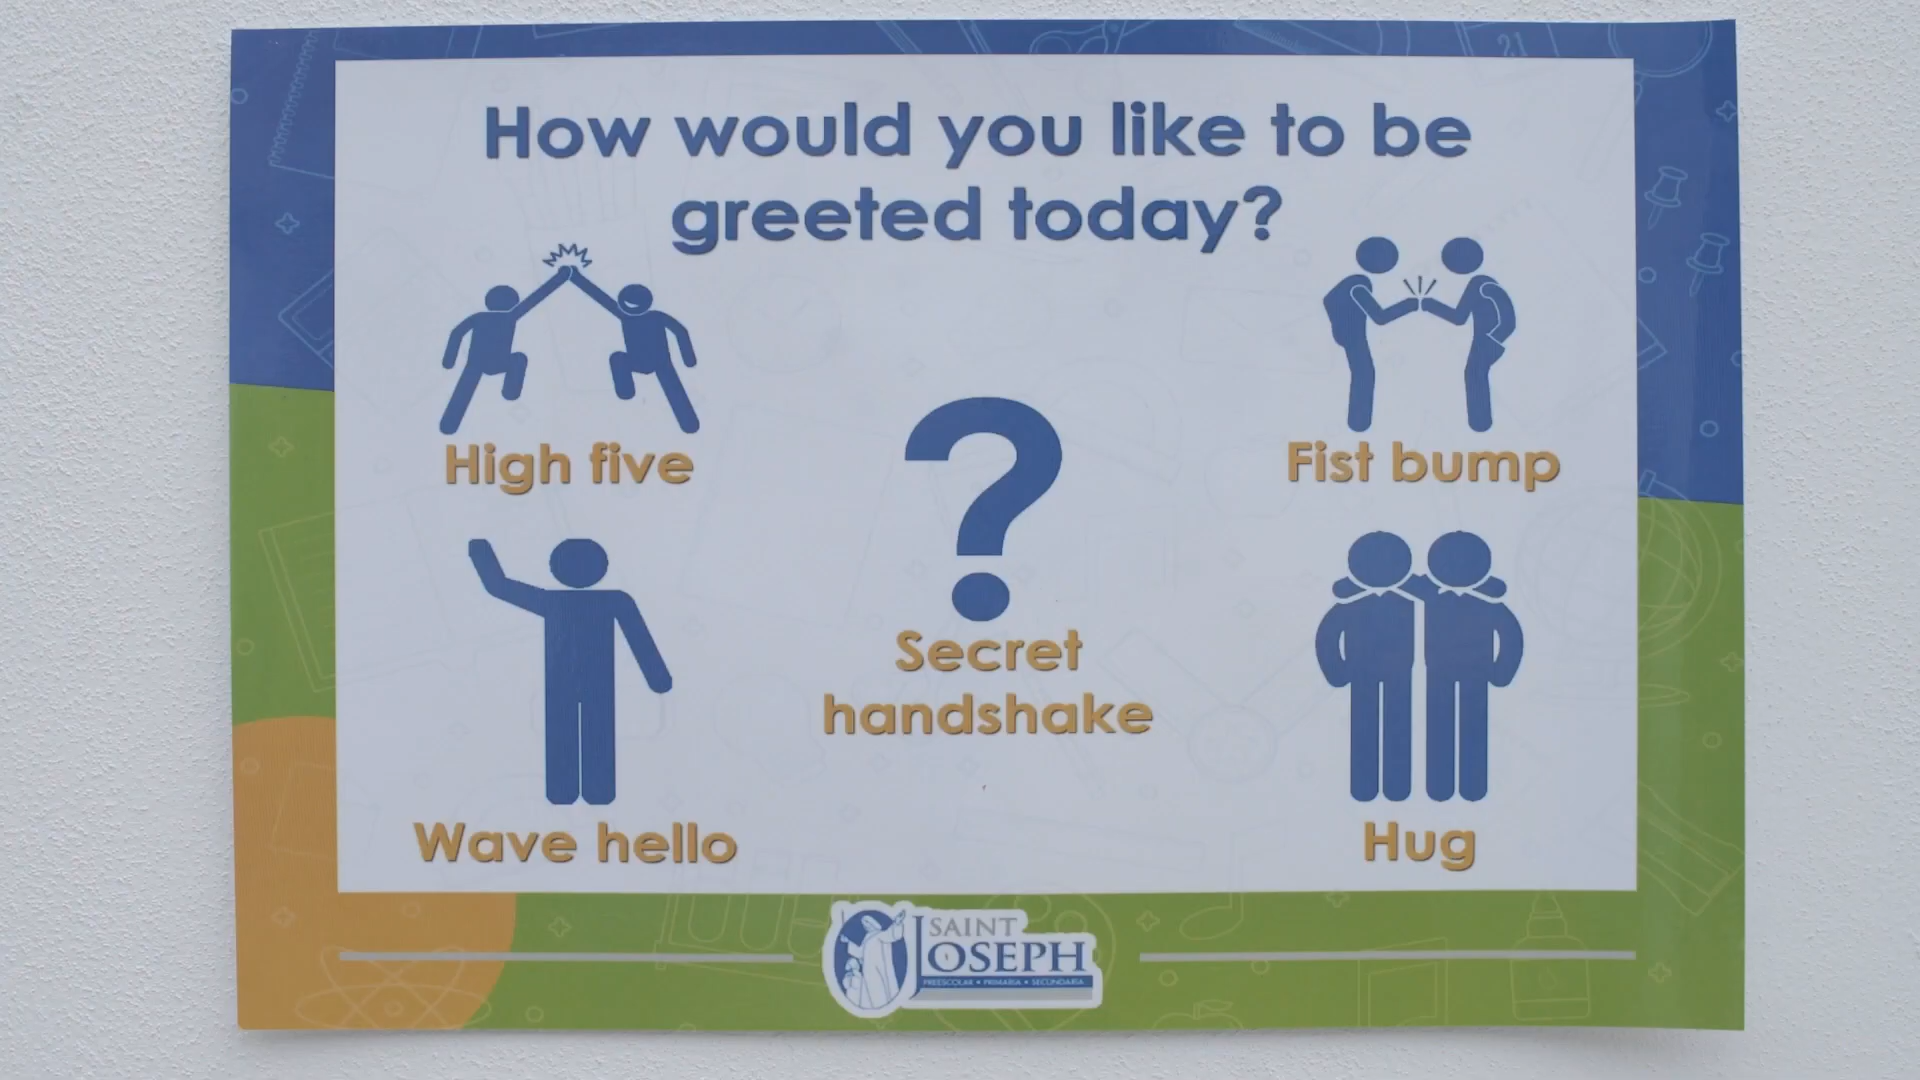 How would you like to be
greeted today?
High five
Fist bump
Secret
handshake
Wave hello
Hug
SAINT
JOSEPH
PREESCOLAR • PRIMARIA • SECUNDARIA